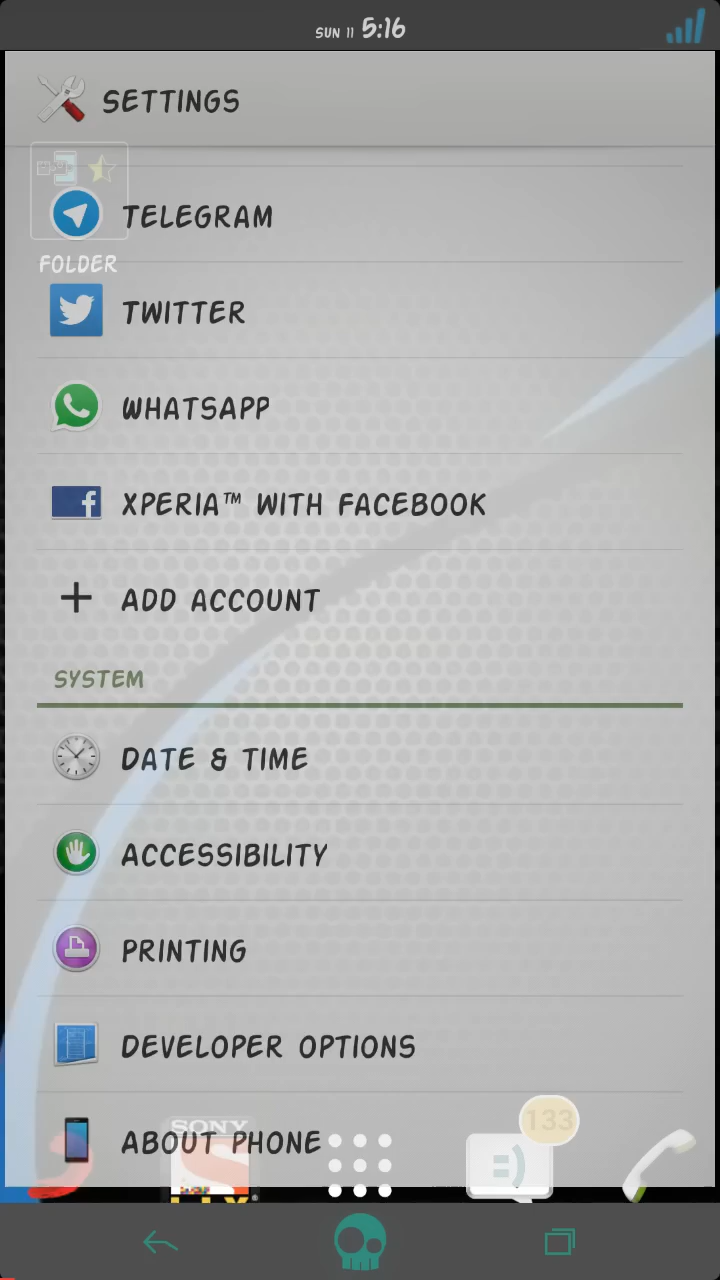 SUN 11 5:16
SETTINGS
TELEGRAM
FOLDER
TWITTER
WHATSAPP
XPERIA™ WITH FACEBOOK
ADD ACCOUNT
SYSTEM
DATE & TIME
ACCESSIBILITY
PRINTING
DEVELOPER OPTIONS
133
SONY
ABOUT PHONE